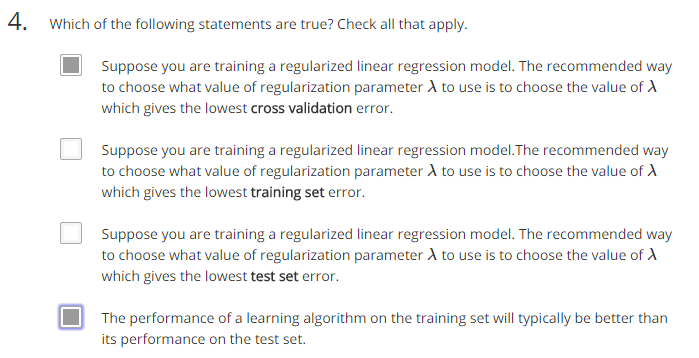 4. Which of the following statements are true? Check all that apply.
Suppose you are training a regularized linear regression model. The recommended way
to choose what value of regularization parameter λ to use is to choose the value of λ
which gives the lowest cross validation error.
Suppose you are training a regularized linear regression model.The recommended way
to choose what value of regularization parameter λ to use is to choose the value of λ
which gives the lowest training set error.
Suppose you are training a regularized linear regression model. The recommended way
to choose what value of regularization parameter λ to use is to choose the value of λ
which gives the lowest test set error.
The performance of a learning algorithm on the training set will typically be better than
its performance on the test set.